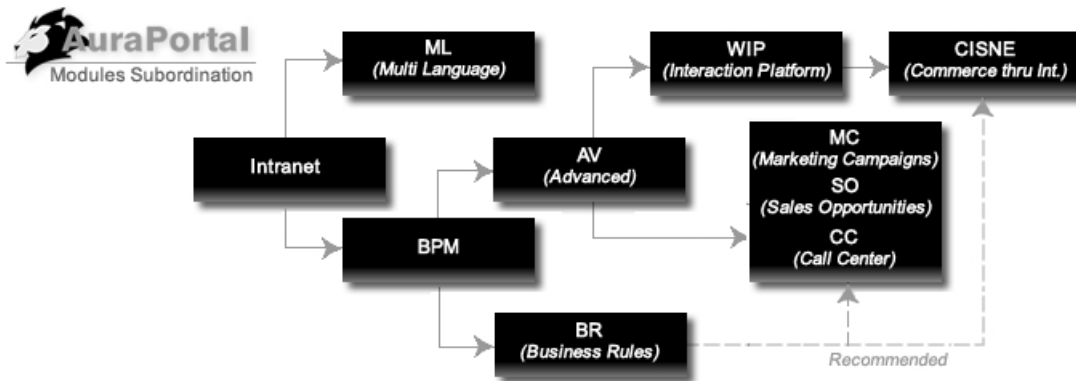 AuraPortal
Modules Subordination
ML
(Multi Language)
WIP
(Interaction Platform)
CISNE
(Commerce thru Int.)
Intranet
AV
(Advanced)
MC
(Marketing Campaigns)
SO
(Sales Opportunities)
CC
(Call Center)
BPM
BR
(Business Rules)
Recommended